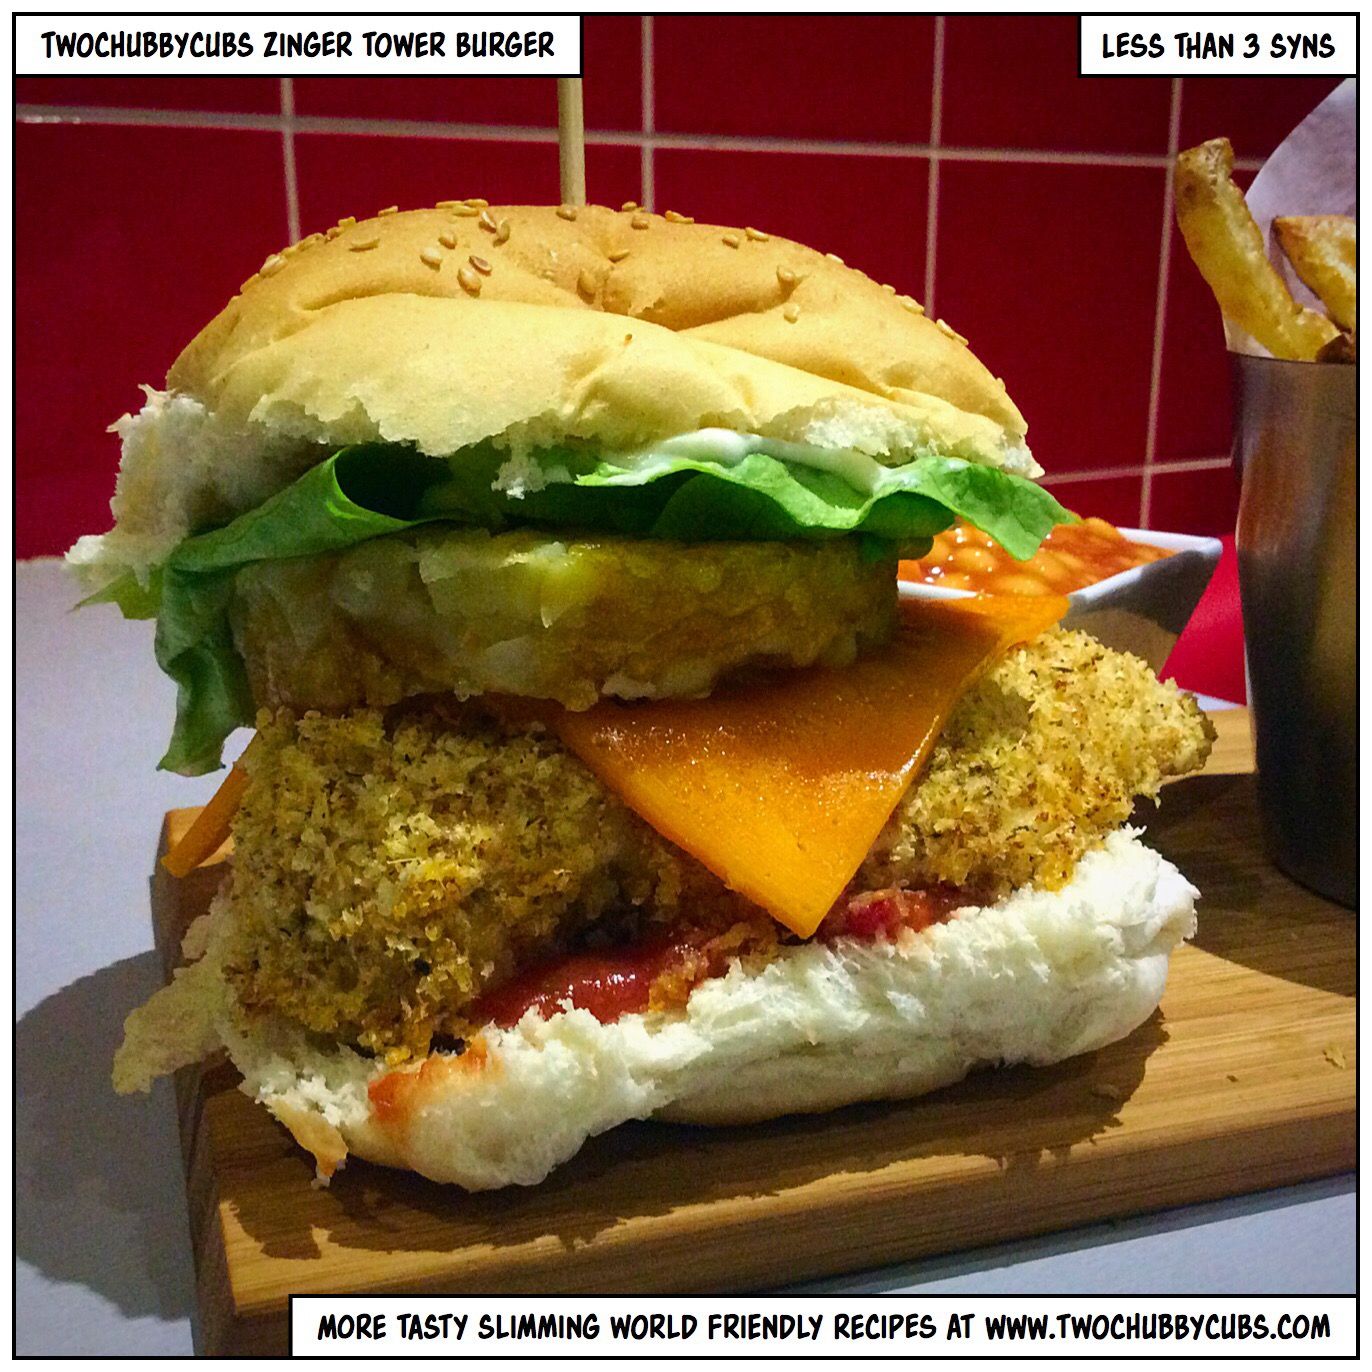 TWOCHUBBYCUBS ZINGER TOWER BURGER
LESS THAN 3 SYNS
MORE TASTY SLIMMING WORLD FRIENDLY RECIPES AT WWW.TWOCHUBBYCUBS.COM